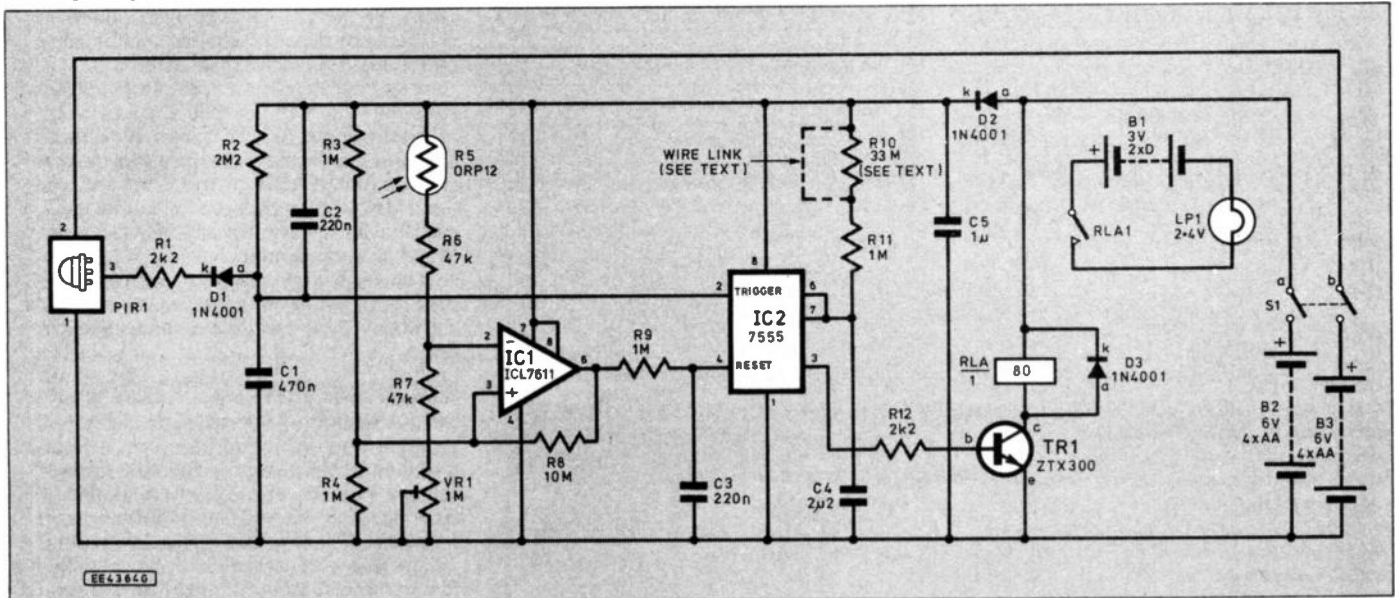 2
R2
2M2
R3
1M
R5
ORP12
C2
220n
R6
47k
WIRE LINK
(SEE TEXT)
R10
33M
(SEE TEXT)
k
a
D2
1N4001
B1
3V
2xD
+
RLA1
LP1
2·4V
C5
1µ
R11
1M
R1
2k2
3
k
a
D1
1N4001
PIR1
1
8
2
TRIGGER
6
7
IC2
7555
4
RESET
3
1
a
b
S1
R9
1M
2
−
7
8
IC1
ICL7611
6
3
+
4
R7
47k
C1
470n
RLA
1
80
k
D3
1N4001
a
R8
10M
R12
2k2
b
c
TR1
ZTX300
e
+
B2
6V
4xAA
+
B3
6V
4xAA
R4
1M
VR1
1M
C3
220n
C4
2µ2
EE4364G